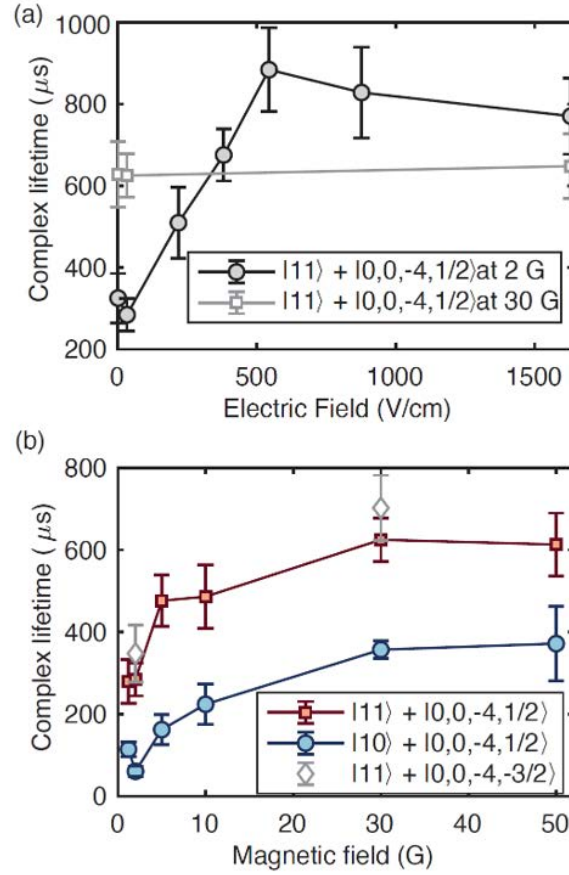 (a)
1000
800
600
400
200
Complex lifetime (μs)
|11⟩ + |0,0,-4,1/2⟩at 2 G
|11⟩ + |0,0,-4,1/2⟩at 30 G
0 500 1000 1500
Electric Field (V/cm)
(b)
800
600
400
200
0
Complex lifetime (μs)
|11⟩ + |0,0,-4,1/2⟩
|10⟩ + |0,0,-4,1/2⟩
|11⟩ + |0,0,-4,-3/2⟩
0 10 20 30 40 50
Magnetic field (G)